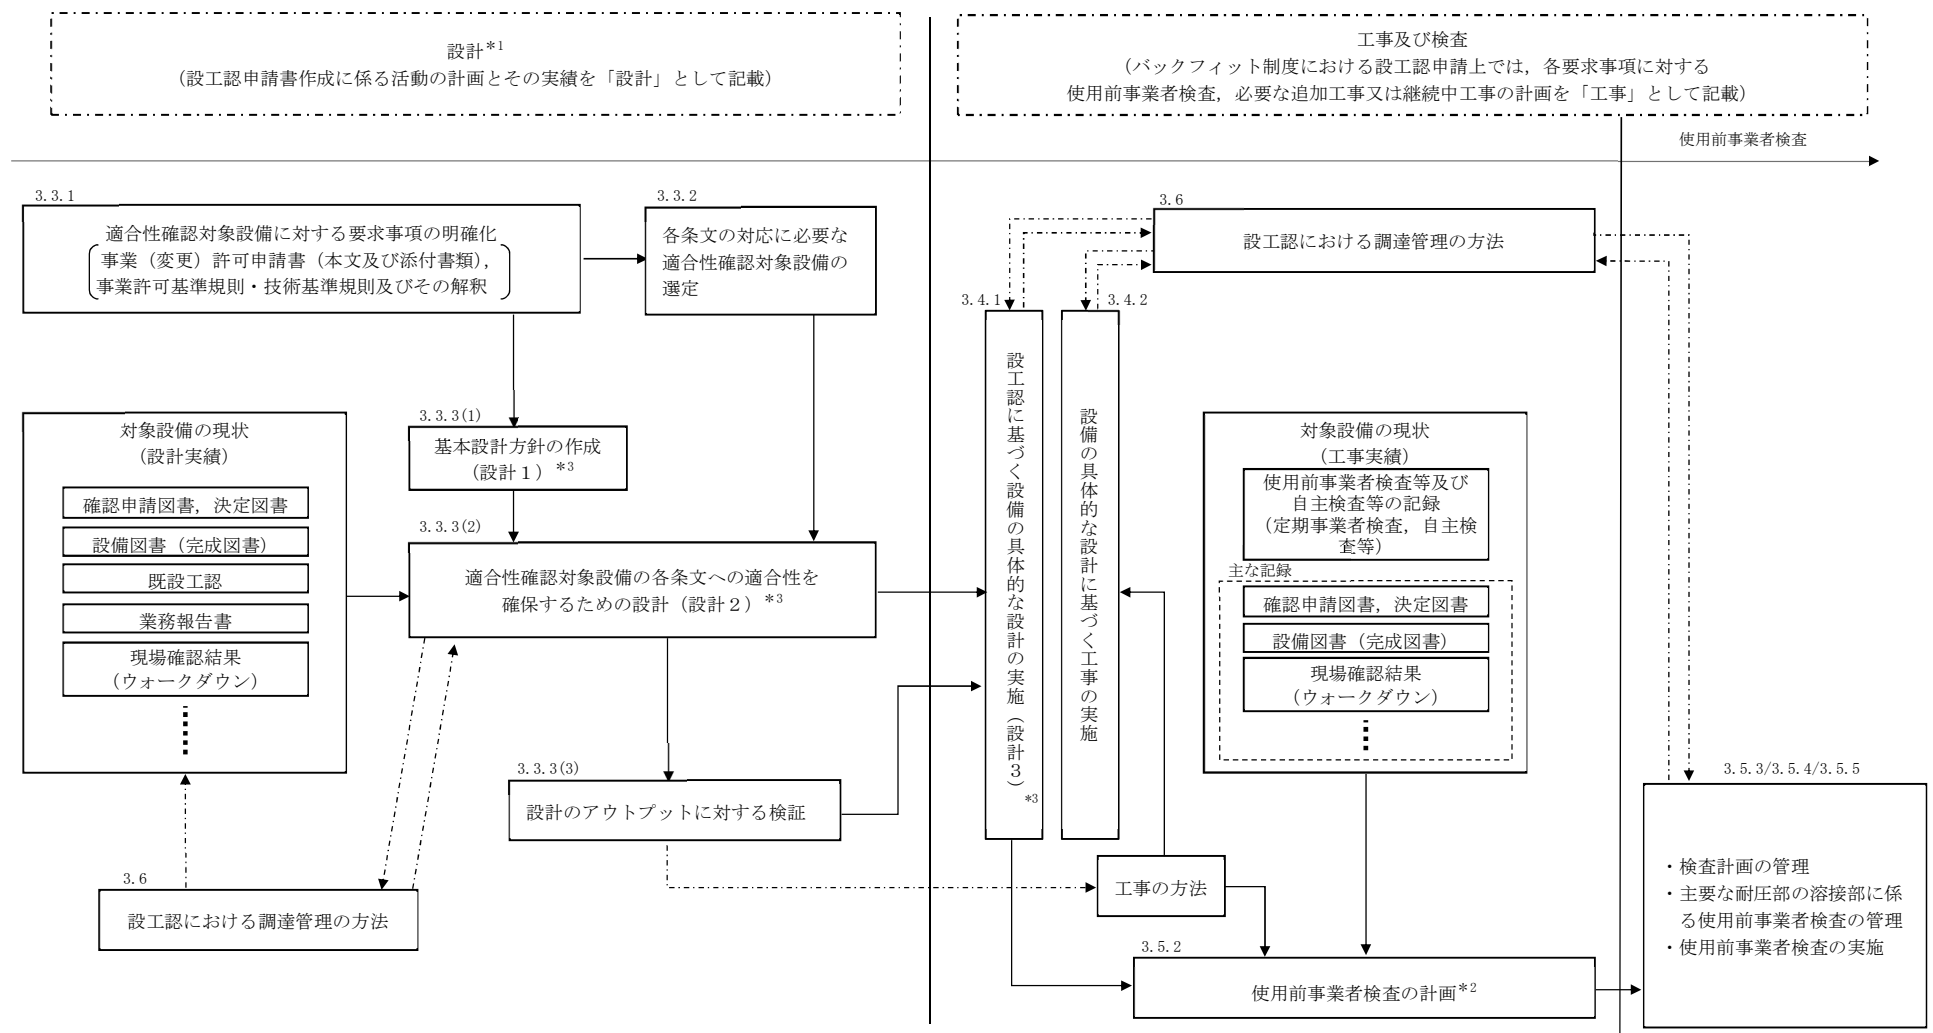 設計*1
（設工認申請書作成に係る活動の計画とその実績を「設計」として記載）
工事及び検査
（バックフィット制度における設工認申請上では，各要求事項に対する
使用前事業者検査，必要な追加工事又は継続中工事の計画を「工事」として記載）
使用前事業者検査
3.3.1
適合性確認対象設備に対する要求事項の明確化
事業（変更）許可申請書（本文及び添付書類），
事業許可基準規則・技術基準規則及びその解釈
3.3.2
各条文の対応に必要な
適合性確認対象設備の
選定
対象設備の現状
（設計実績）
確認申請図書，決定図書
設備図書（完成図書）
既設工認
業務報告書
現場確認結果
（ウォークダウン）
3.3.3(1)
基本設計方針の作成
（設計１）*3
3.3.3(2)
適合性確認対象設備の各条文への適合性を
確保するための設計（設計２）*3
3.3.3(3)
設計のアウトプットに対する検証
3.6
設工認における調達管理の方法
3.6
設工認における調達管理の方法
3.4.1
設工認に基づく設備の具体的な設計の実施（設計３）*3
3.4.2
設備の具体的な設計に基づく工事の実施
対象設備の現状
（工事実績）
使用前事業者検査等及び
自主検査等の記録
（定期事業者検査，自主検
査等）
主な記録
確認申請図書，決定図書
設備図書（完成図書）
現場確認結果
（ウォークダウン）
工事の方法
3.5.2
使用前事業者検査の計画*2
3.5.3/3.5.4/3.5.5
・検査計画の管理
・主要な耐圧部の溶接部に係
る使用前事業者検査の管理
・使用前事業者検査の実施